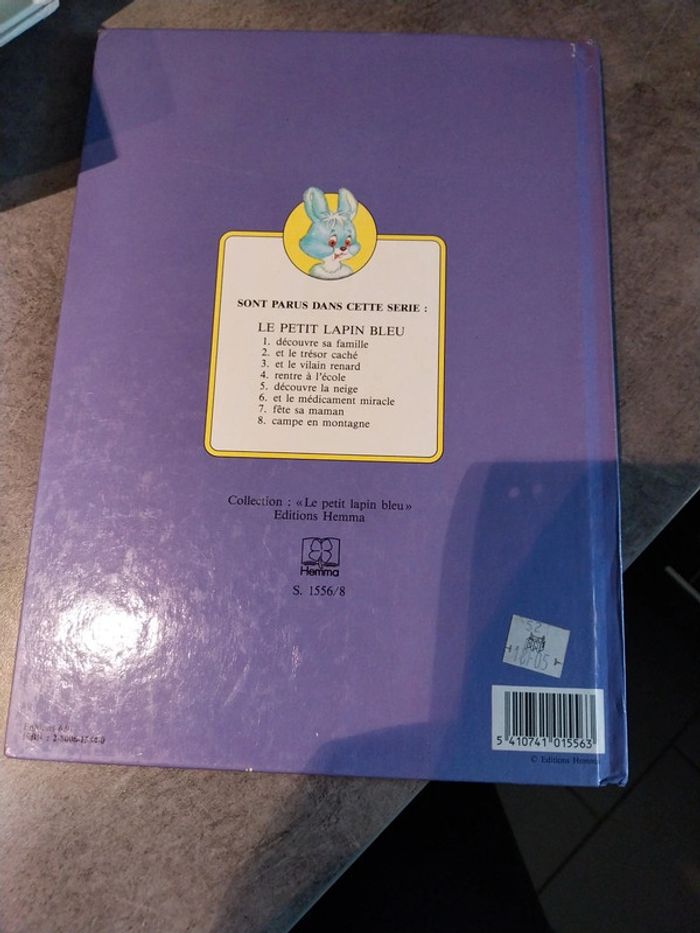 SONT PARUS DANS CETTE SERIE :
LE PETIT LAPIN BLEU
1. découvre sa famille
2. et le trésor caché
3. et le vilain renard
4. rentre à l'école
5. découvre la neige
6. et le médicament miracle
7. fête sa maman
8. campe en montagne
Collection : «Le petit lapin bleu»
Editions Hemma
Hemma
S. 1556/8
52
5 410741 015563
© Editions Hemma